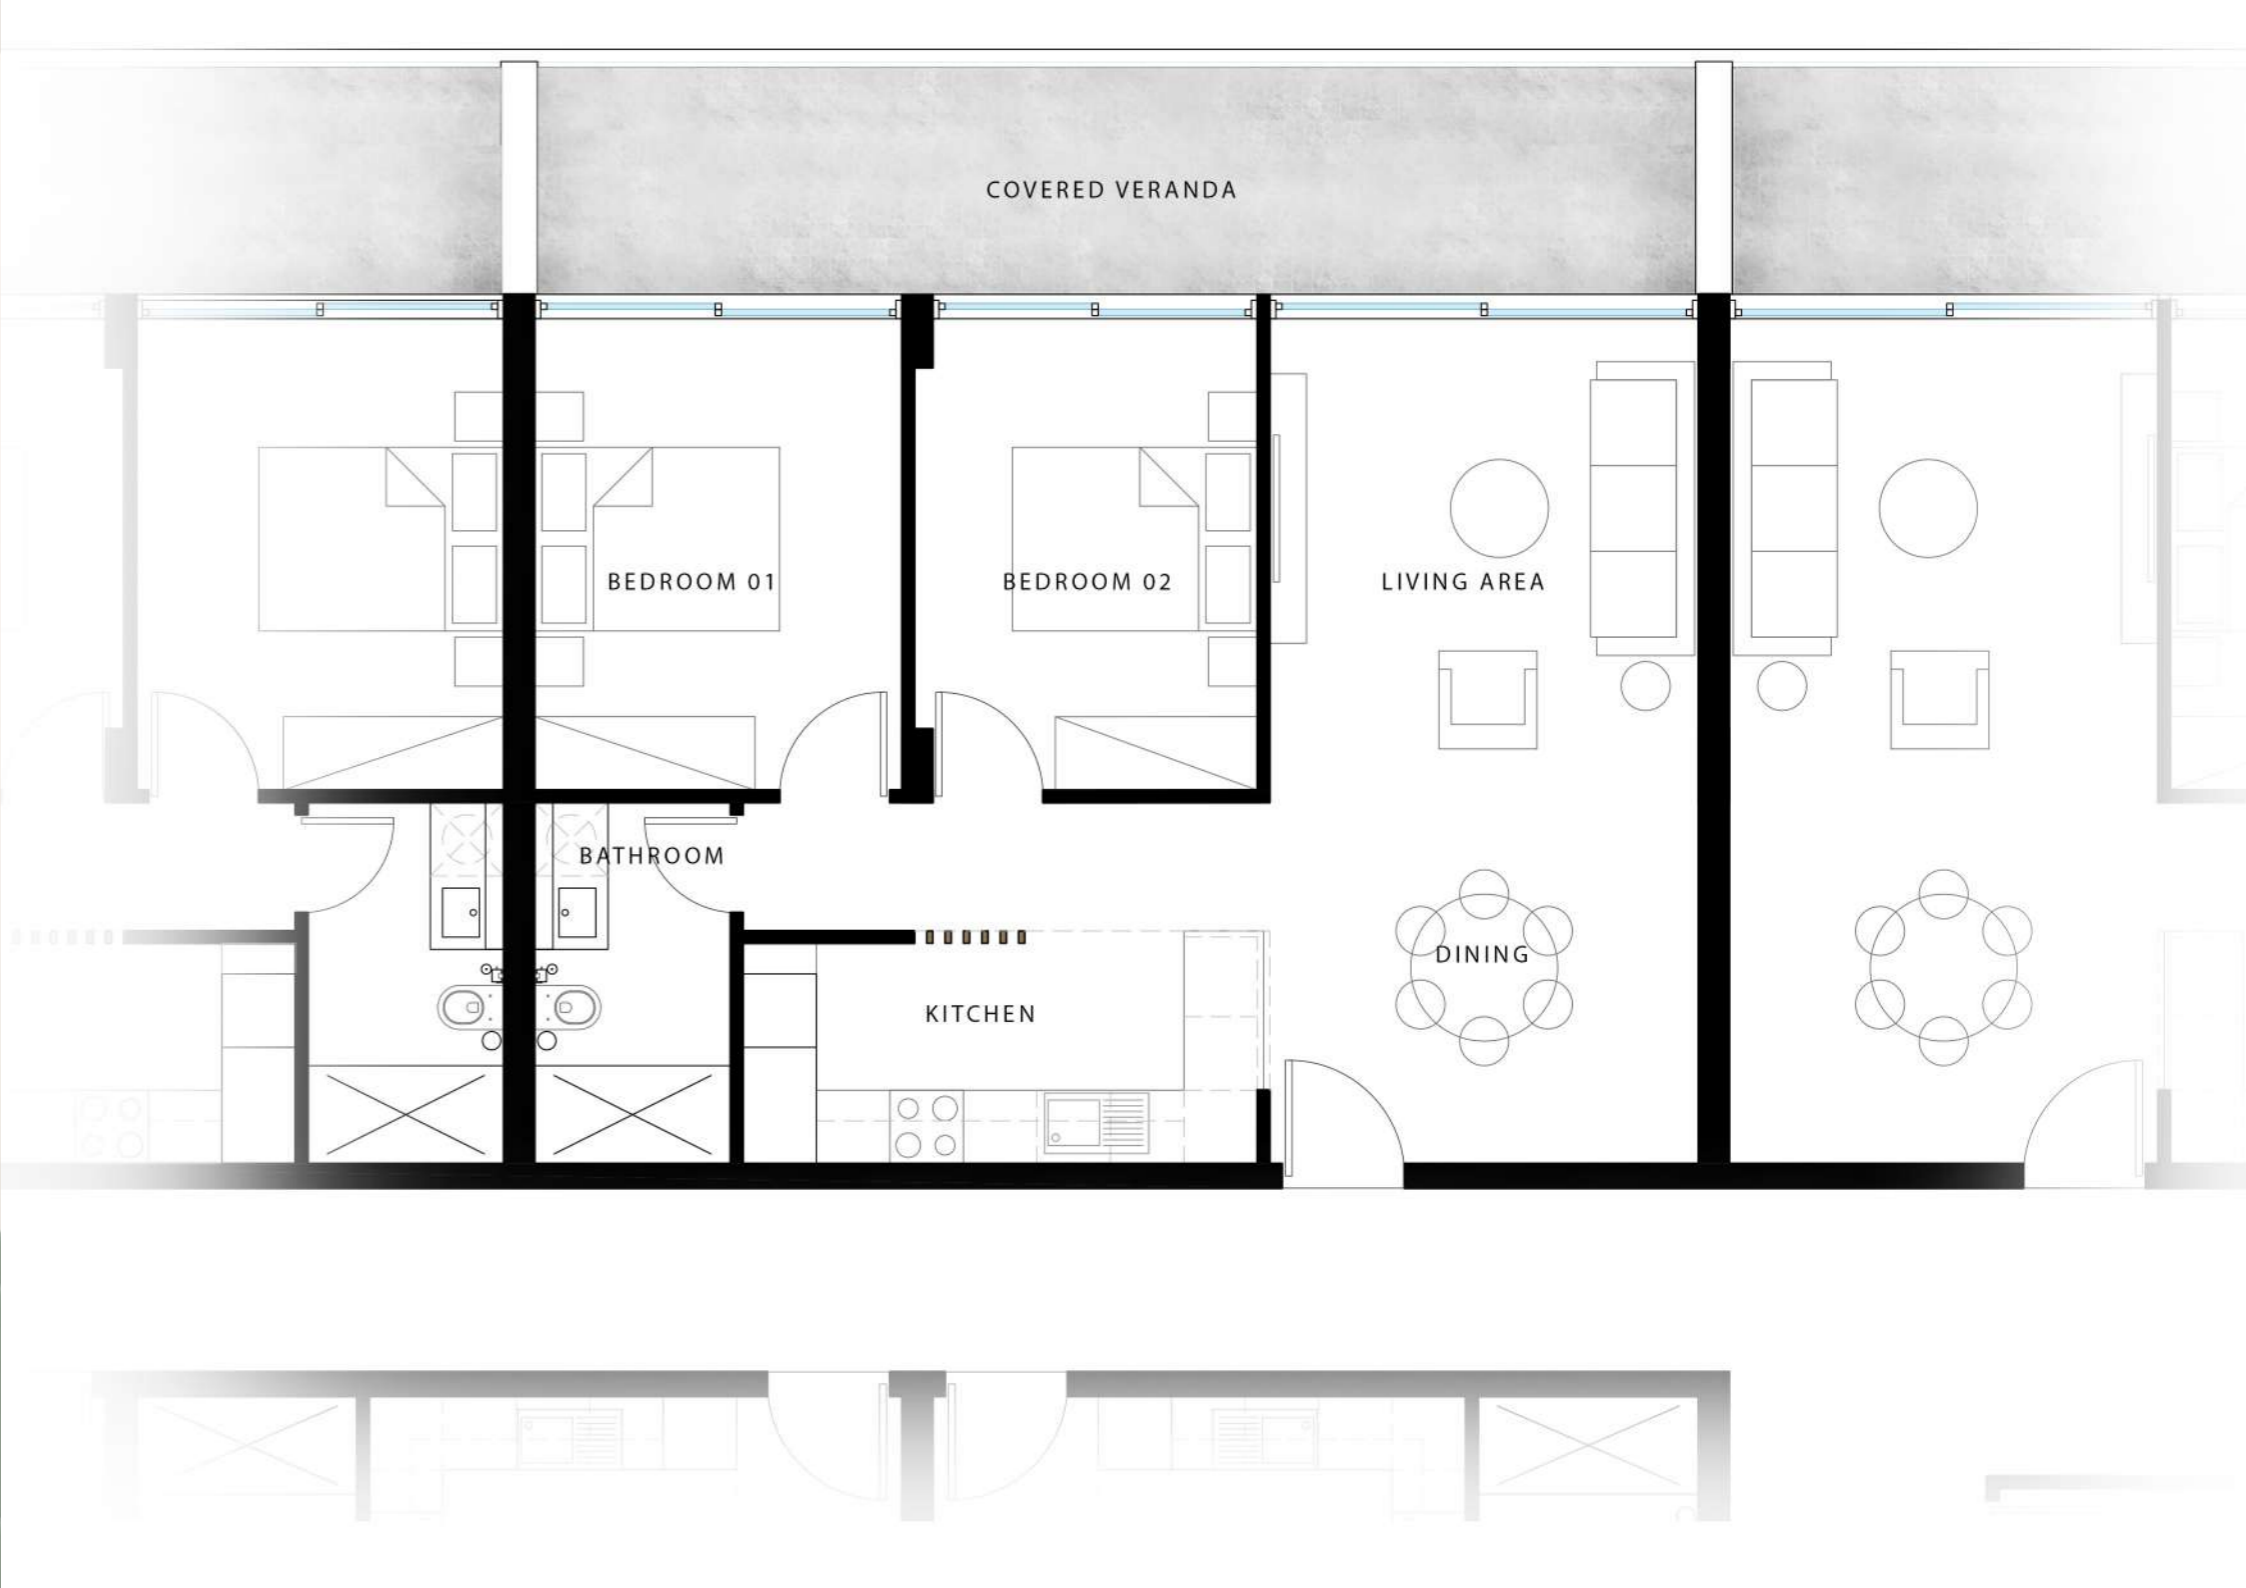 COVERED VERANDA
BEDROOM 01
BEDROOM 02
LIVING AREA
BATHROOM
DINING
KITCHEN